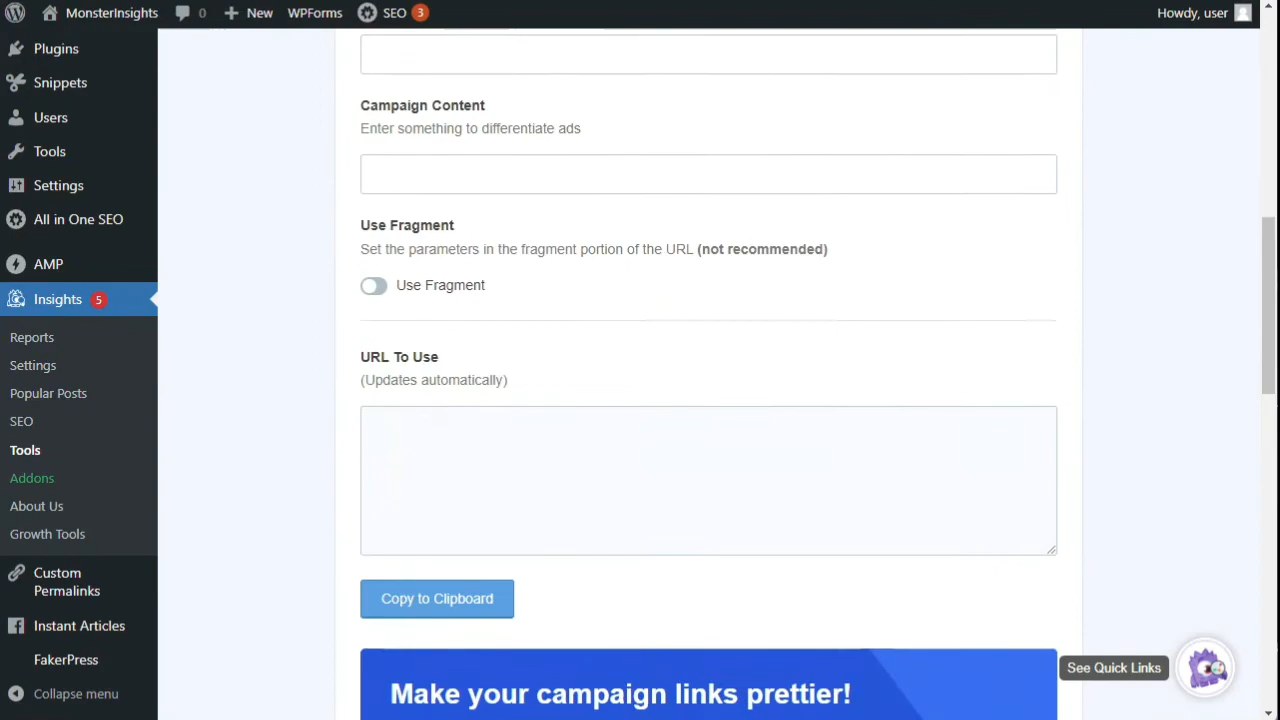 MonsterInsights 0 New WPForms SEO 3 Howdy, user
Plugins
Snippets
Users
Tools
Settings
All in One SEO
AMP
Insights 5
Reports
Settings
Popular Posts
SEO
Tools
Addons
About Us
Growth Tools
Custom
Permalinks
Instant Articles
FakerPress
Collapse menu
Campaign Content
Enter something to differentiate ads
Use Fragment
Set the parameters in the fragment portion of the URL (not recommended)
Use Fragment
URL To Use
(Updates automatically)
Copy to Clipboard
Make your campaign links prettier!
See Quick Links